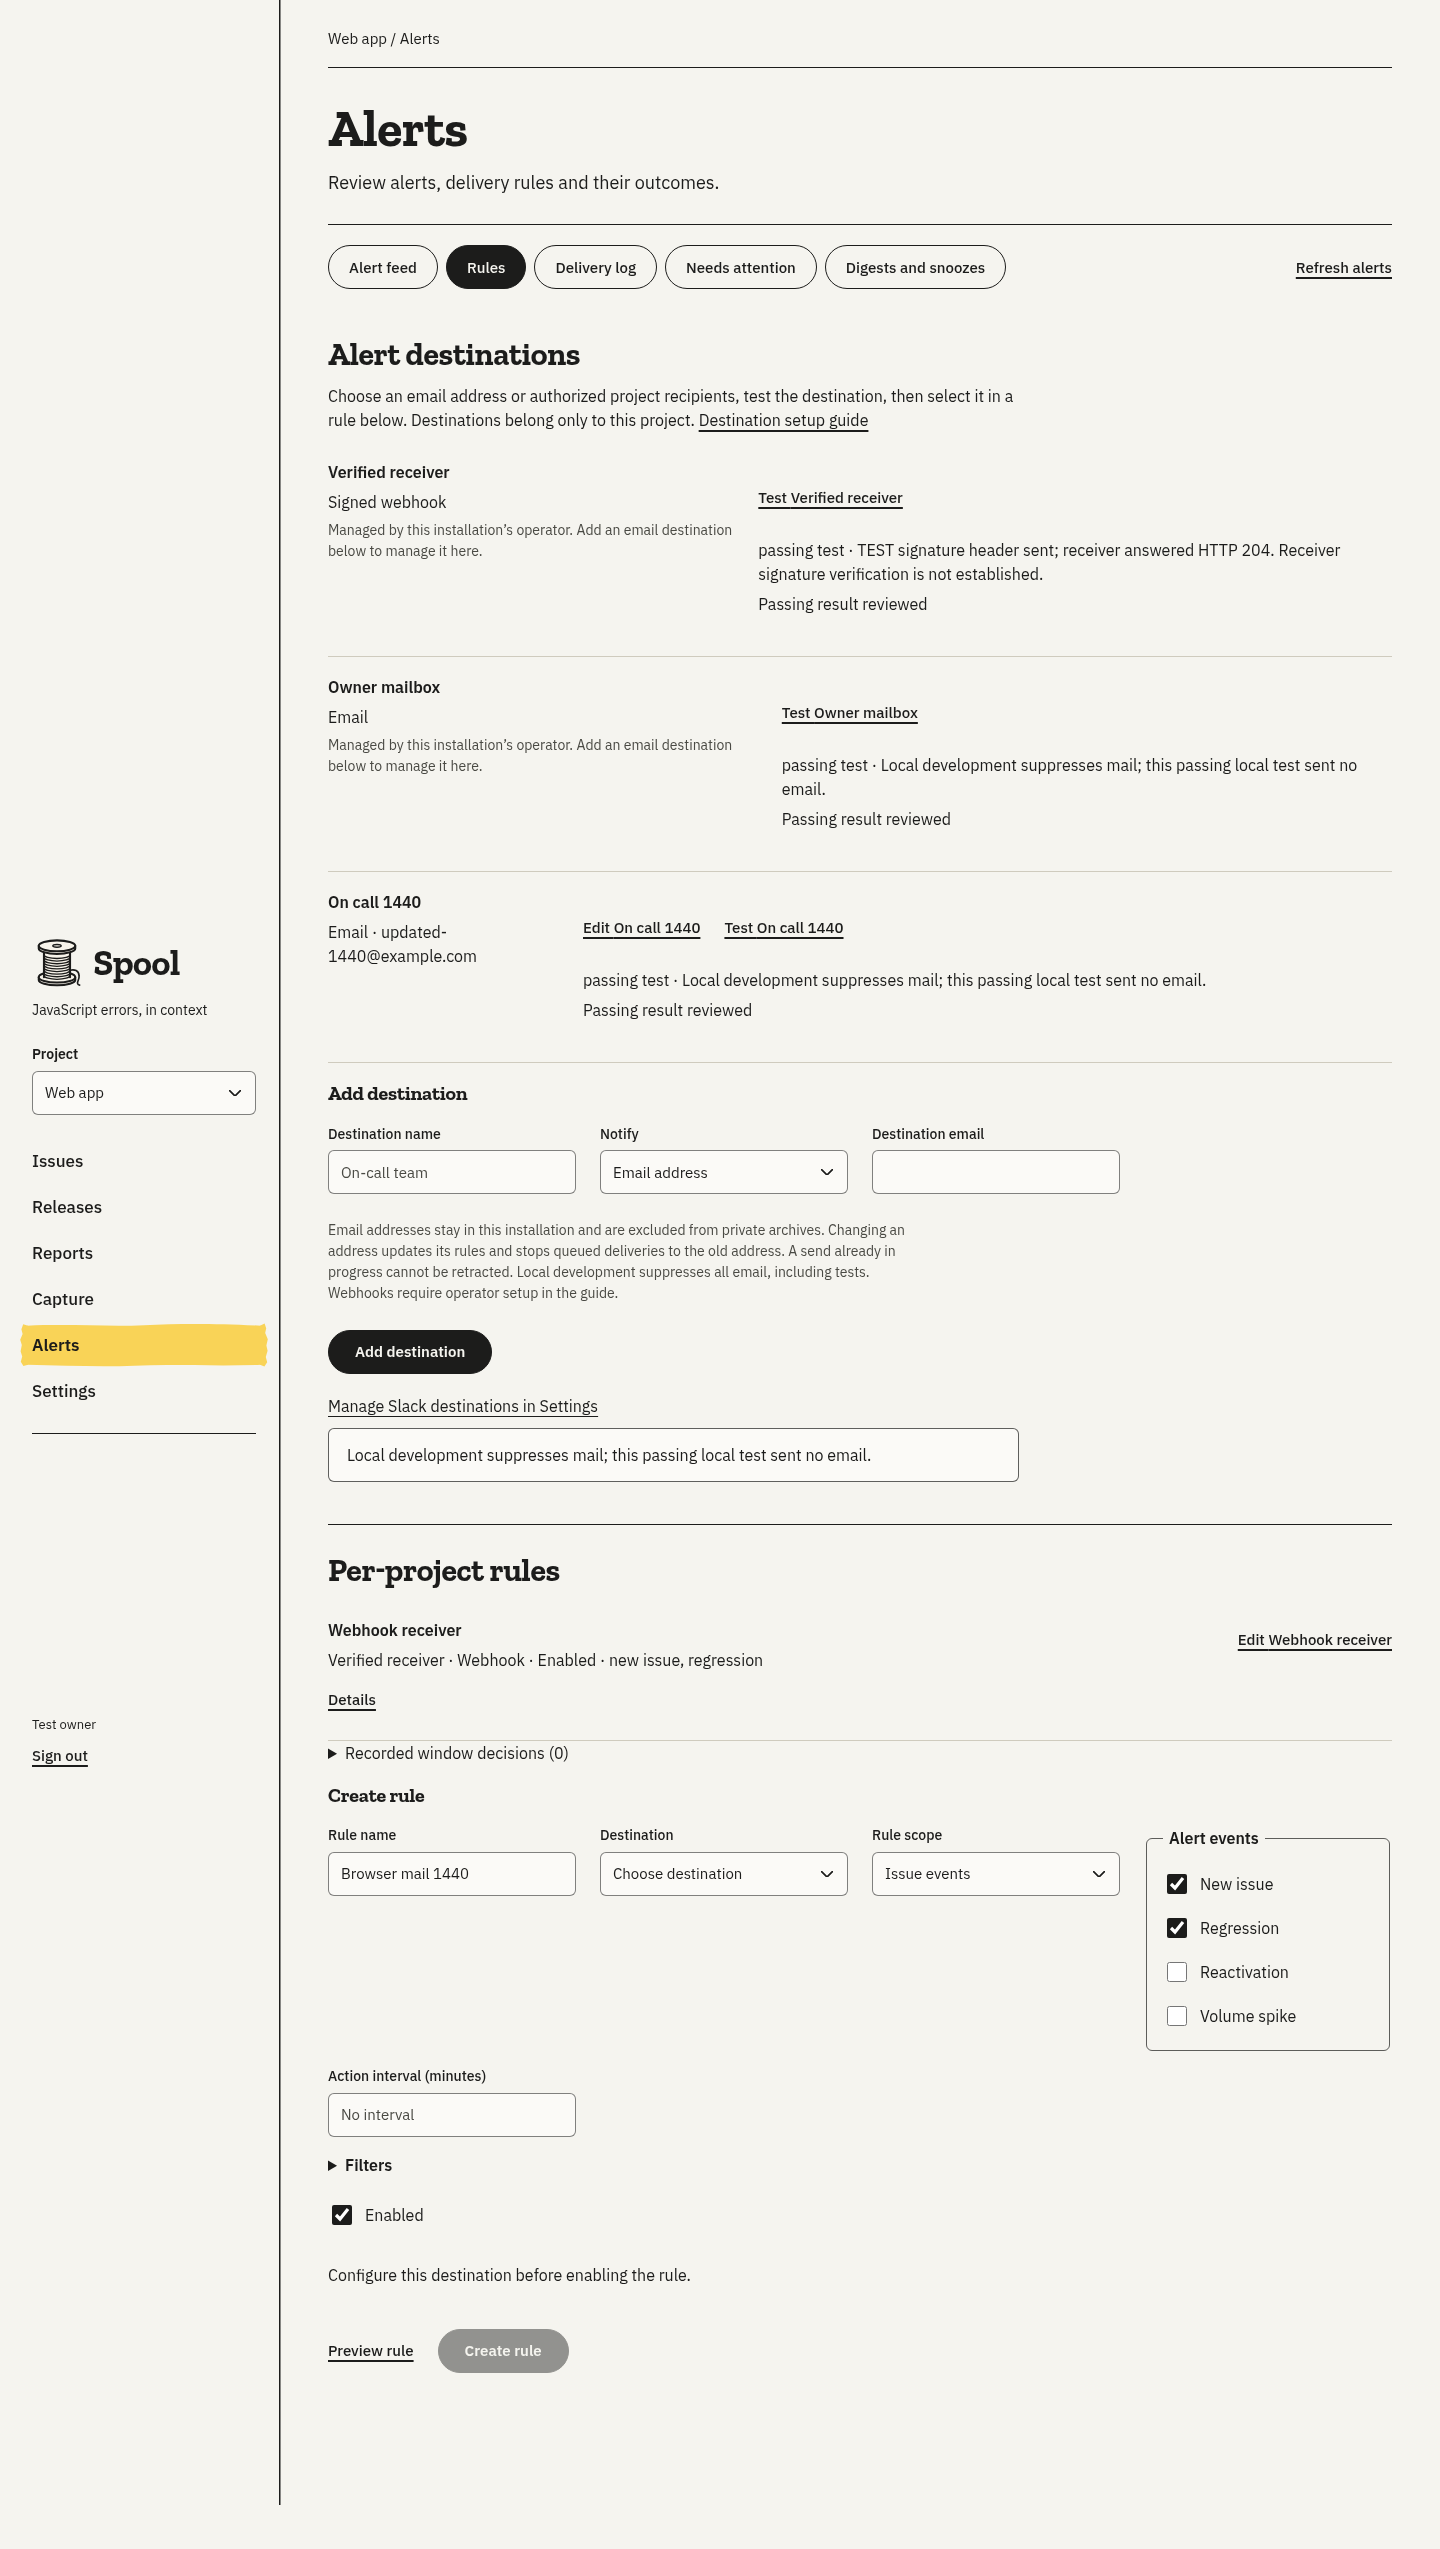 Web app / Alerts
Alerts
Review alerts, delivery rules and their outcomes.
Alert feed
Rules
Delivery log
Needs attention
Digests and snoozes
Refresh alerts
Alert destinations
Choose an email address or authorized project recipients, test the destination, then select it in a
rule below. Destinations belong only to this project. Destination setup guide
Verified receiver
Signed webhook
Managed by this installation’s operator. Add an email destination
below to manage it here.
Test Verified receiver
passing test · TEST signature header sent; receiver answered HTTP 204. Receiver
signature verification is not established.
Passing result reviewed
Owner mailbox
Email
Managed by this installation’s operator. Add an email destination
below to manage it here.
Test Owner mailbox
passing test · Local development suppresses mail; this passing local test sent no
email.
Passing result reviewed
On call 1440
Email · updated-
1440@example.com
Edit On call 1440
Test On call 1440
passing test · Local development suppresses mail; this passing local test sent no email.
Passing result reviewed
Spool
JavaScript errors, in context
Project
Web app
Issues
Releases
Reports
Capture
Alerts
Settings
Test owner
Sign out
Add destination
Destination name
Notify
Destination email
On-call team
Email address
Email addresses stay in this installation and are excluded from private archives. Changing an
address updates its rules and stops queued deliveries to the old address. A send already in
progress cannot be retracted. Local development suppresses all email, including tests.
Webhooks require operator setup in the guide.
Add destination
Manage Slack destinations in Settings
Local development suppresses mail; this passing local test sent no email.
Per-project rules
Webhook receiver
Verified receiver · Webhook · Enabled · new issue, regression
Edit Webhook receiver
Details
Recorded window decisions (0)
Create rule
Rule name
Destination
Rule scope
Browser mail 1440
Choose destination
Issue events
Alert events
New issue
Regression
Reactivation
Volume spike
Action interval (minutes)
No interval
Filters
Enabled
Configure this destination before enabling the rule.
Preview rule
Create rule